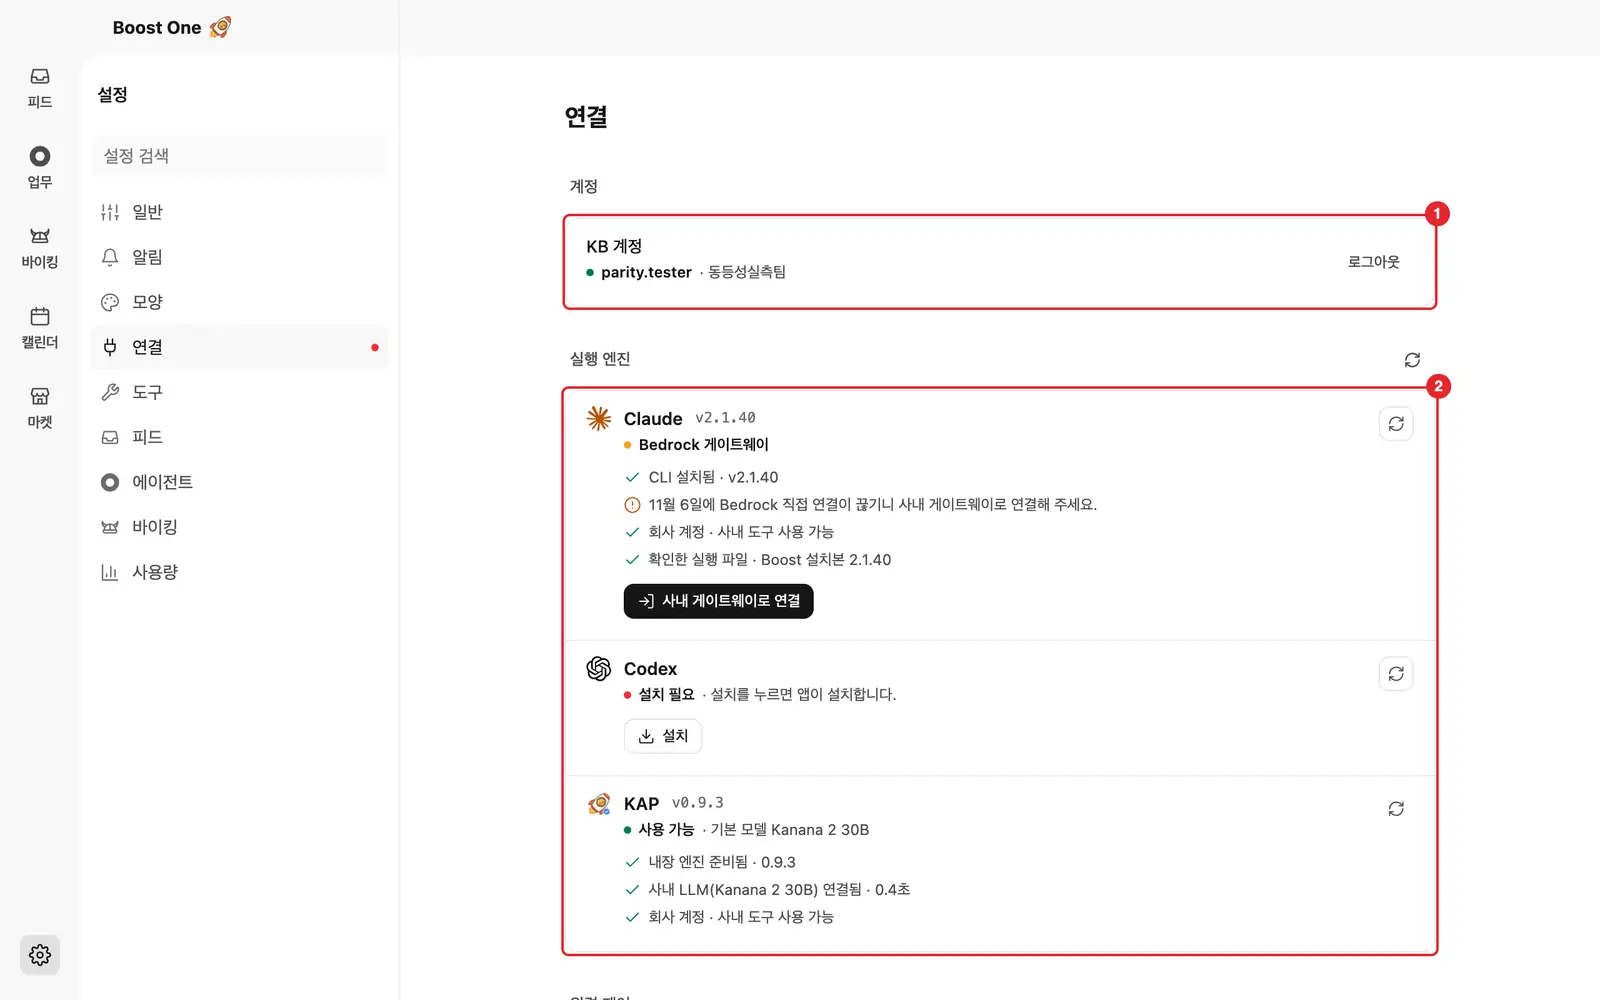 Boost One
피드
업무
바이킹
캘린더
마켓
설정
설정 검색
일반
알림
모양
연결
도구
피드
에이전트
바이킹
사용량
연결
계정
1
KB 계정
parity.tester · 동등성실측팀
로그아웃
실행 엔진
2
Claude v2.1.40
Bedrock 게이트웨이
CLI 설치됨 · v2.1.40
11월 6일에 Bedrock 직접 연결이 끊기니 사내 게이트웨이로 연결해 주세요.
회사 계정 · 사내 도구 사용 가능
확인한 실행 파일 · Boost 설치본 2.1.40
사내 게이트웨이로 연결
Codex
설치 필요 · 설치를 누르면 앱이 설치합니다.
설치
KAP v0.9.3
사용 가능 · 기본 모델 Kanana 2 30B
내장 엔진 준비됨 · 0.9.3
사내 LLM(Kanana 2 30B) 연결됨 · 0.4초
회사 계정 · 사내 도구 사용 가능